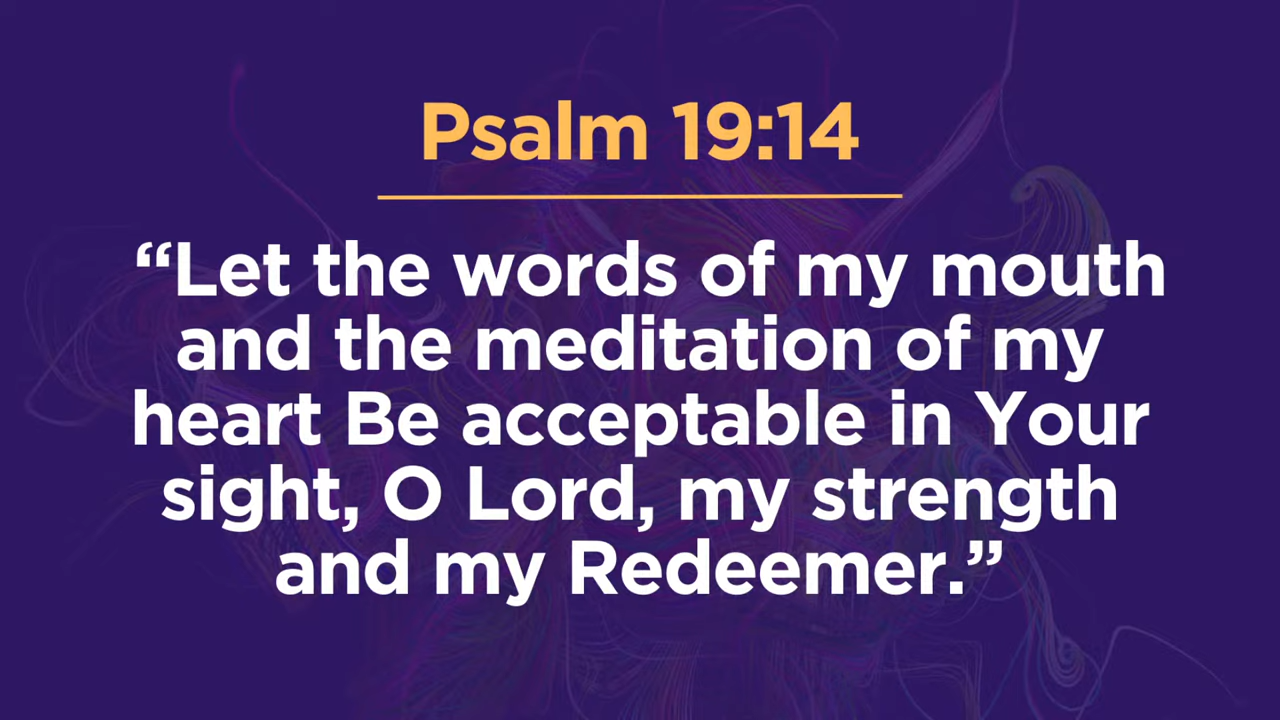 Psalm 19:14
“Let the words of my mouth
and the meditation of my
heart Be acceptable in Your
sight, O Lord, my strength
and my Redeemer.”